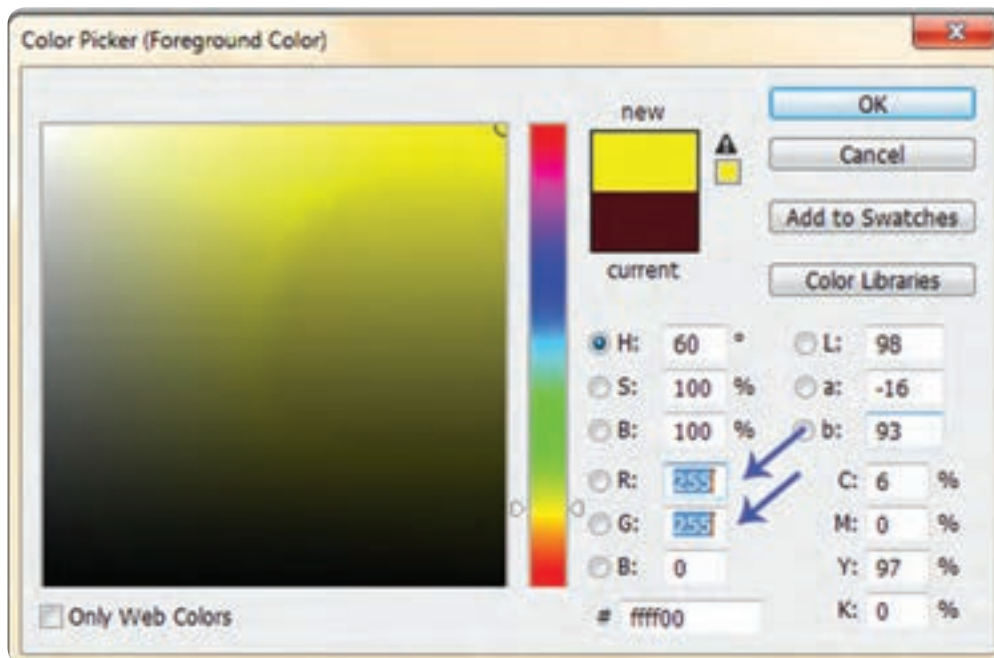 Color Picker (Foreground Color)
x
new
current
OK
Cancel
Add to Swatches
Color Libraries
H: 60 °
S: 100 %
B: 100 %
R: 255
G: 255
B: 0
# ffff00
L: 98
a: -16
b: 93
C: 6 %
M: 0 %
Y: 97 %
K: 0 %
Only Web Colors